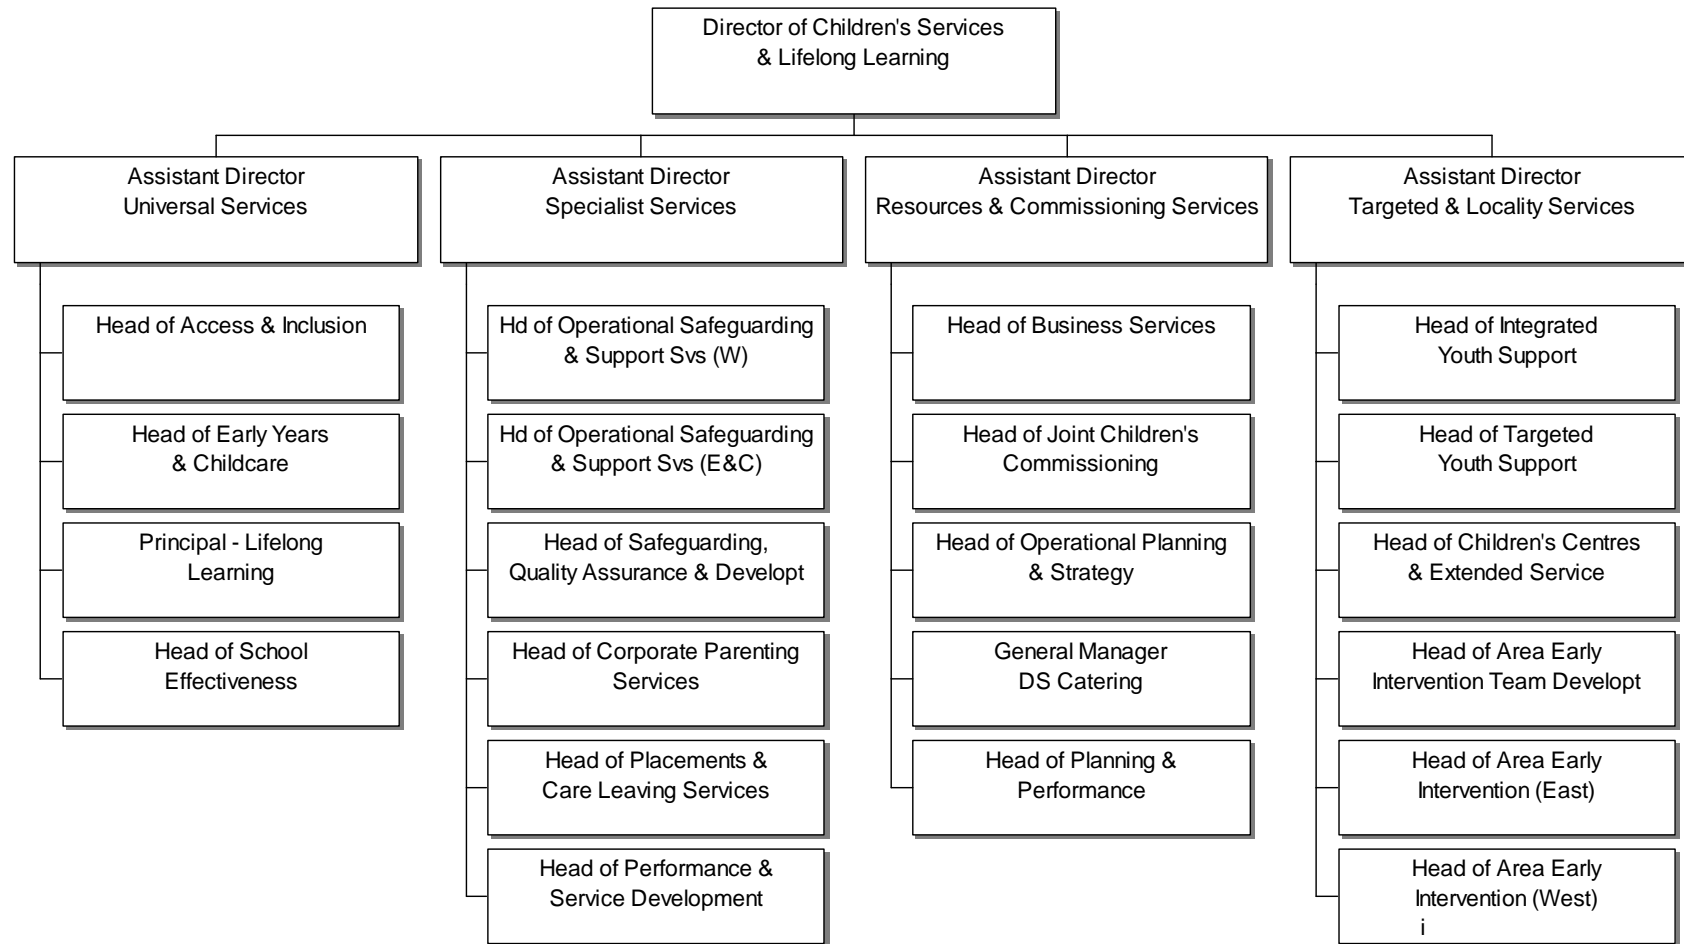 Director of Children's Services
& Lifelong Learning
Assistant Director
Universal Services
Head of Access & Inclusion
Head of Early Years
& Childcare
Principal - Lifelong
Learning
Head of School
Effectiveness
Assistant Director
Specialist Services
Hd of Operational Safeguarding
& Support Svs (W)
Hd of Operational Safeguarding
& Support Svs (E&C)
Head of Safeguarding,
Quality Assurance & Developt
Head of Corporate Parenting
Services
Head of Placements &
Care Leaving Services
Head of Performance &
Service Development
Assistant Director
Resources & Commissioning Services
Head of Business Services
Head of Joint Children's
Commissioning
Head of Operational Planning
& Strategy
General Manager
DS Catering
Head of Planning &
Performance
Assistant Director
Targeted & Locality Services
Head of Integrated
Youth Support
Head of Targeted
Youth Support
Head of Children's Centres
& Extended Service
Head of Area Early
Intervention Team Developt
Head of Area Early
Intervention (East)
Head of Area Early
Intervention (West)
i